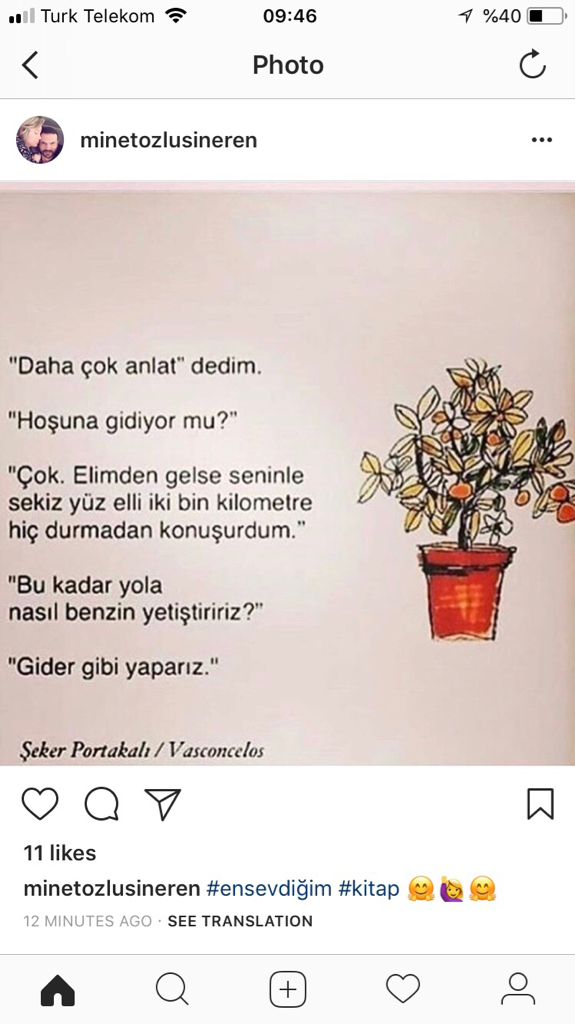 Turk Telekom 09:46 %40
Photo
minetozlusineren
"Daha çok anlat" dedim.
"Hoşuna gidiyor mu?"
"Çok. Elimden gelse seninle
sekiz yüz elli iki bin kilometre
hiç durmadan konuşurdum."
"Bu kadar yola
nasıl benzin yetiştiririz?"
"Gider gibi yaparız."
Şeker Portakalı / Vasconcelos
11 likes
minetozlusineren #ensevdiğim #kitap 🤗🙋‍♀️🤗
12 MINUTES AGO · SEE TRANSLATION